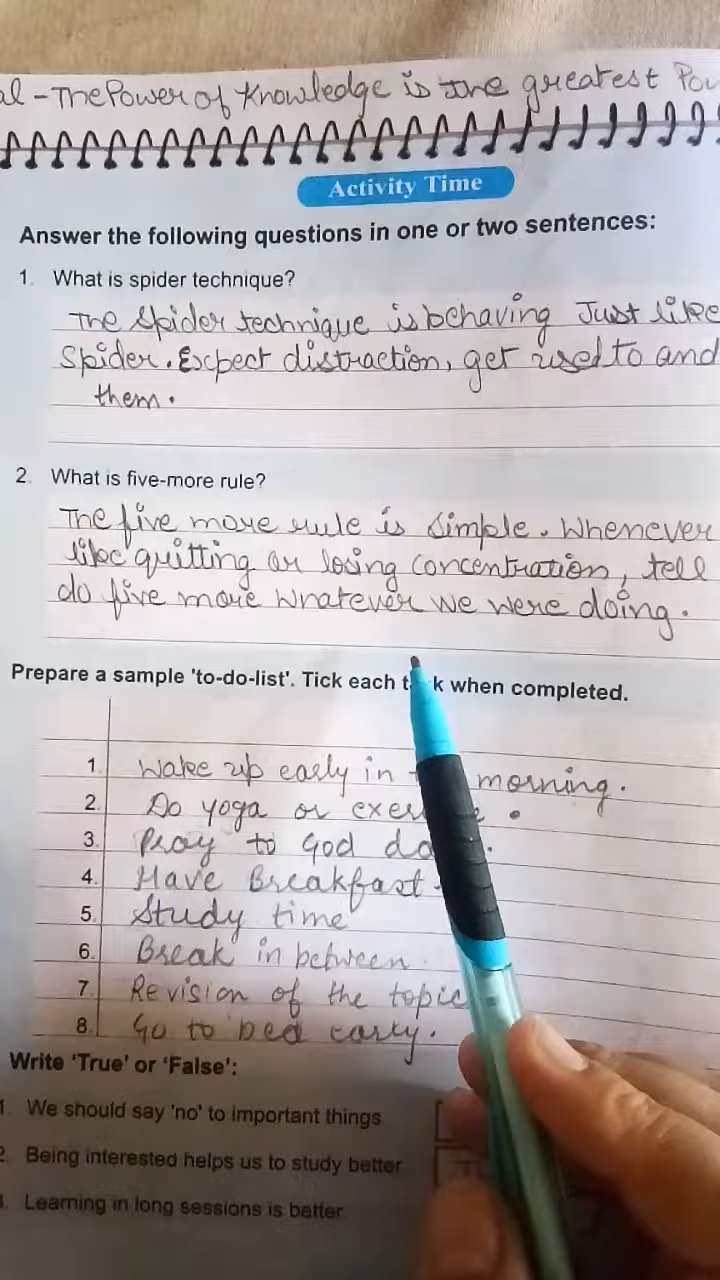 al - The Power of Knowledge is the greatest Pow
Activity Time
Answer the following questions in one or two sentences:
1. What is spider technique?
The spider technique is behaving Just like
Spider. Expect distraction, get used to and
them.
2. What is five-more rule?
The five more rule is simple. Whenever
like quitting or losing concentration, tell
do five more whatever we were doing.
Prepare a sample 'to-do-list'. Tick each t k when completed.
1. Wake up early in morning.
2. Do yoga or exer
3. Pray to God da
4. Have Breakfast.
5. Study time
6. Break in between.
7. Revision of the topic
8. Go to bed early.
Write 'True' or 'False':
1. We should say 'no' to important things
2. Being interested helps us to study better
3. Learning in long sessions is better